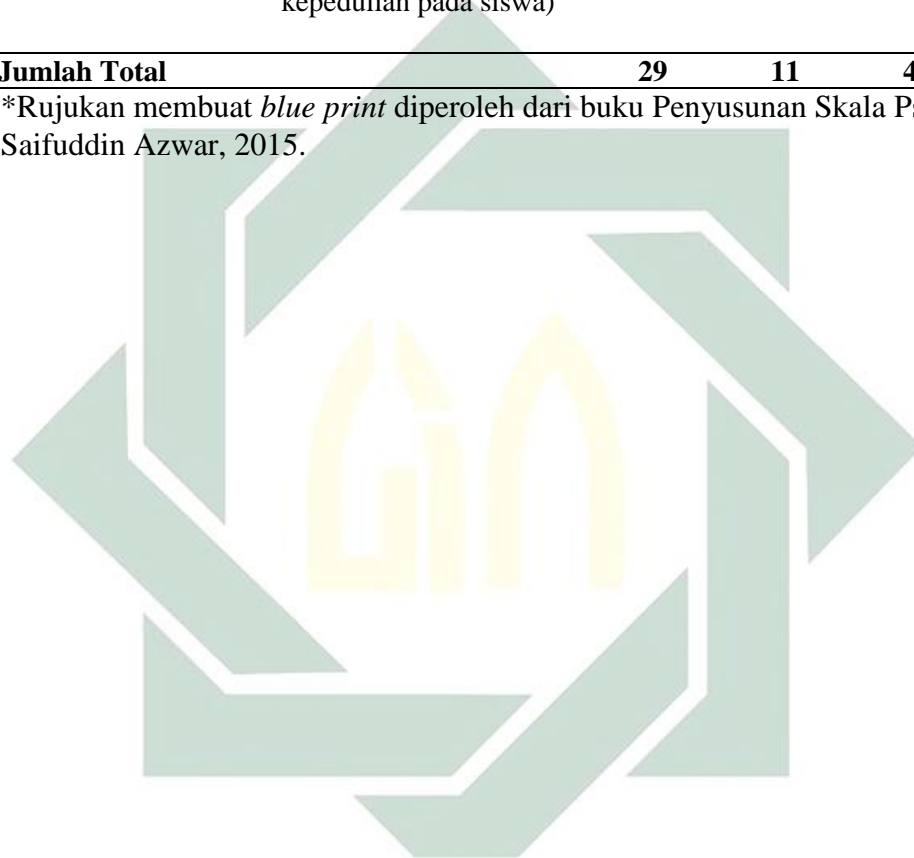 kepedulian pada siswa)
Jumlah Total 29 11 4
*Rujukan membuat blue print diperoleh dari buku Penyusunan Skala
Saifuddin Azwar, 2015.